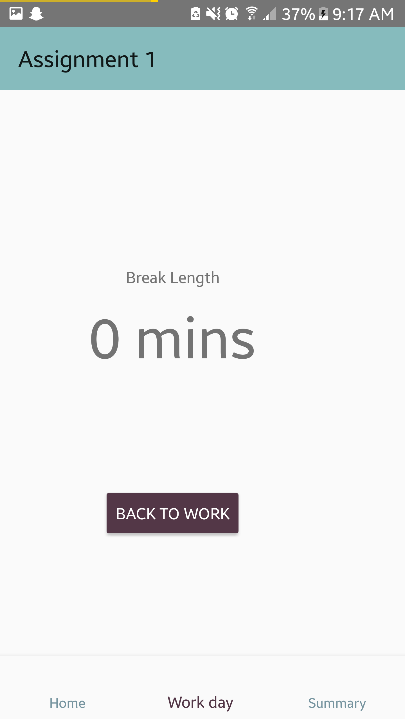 37% 9:17 AM
Assignment 1
Break Length
0 mins
BACK TO WORK
Home Work day Summary